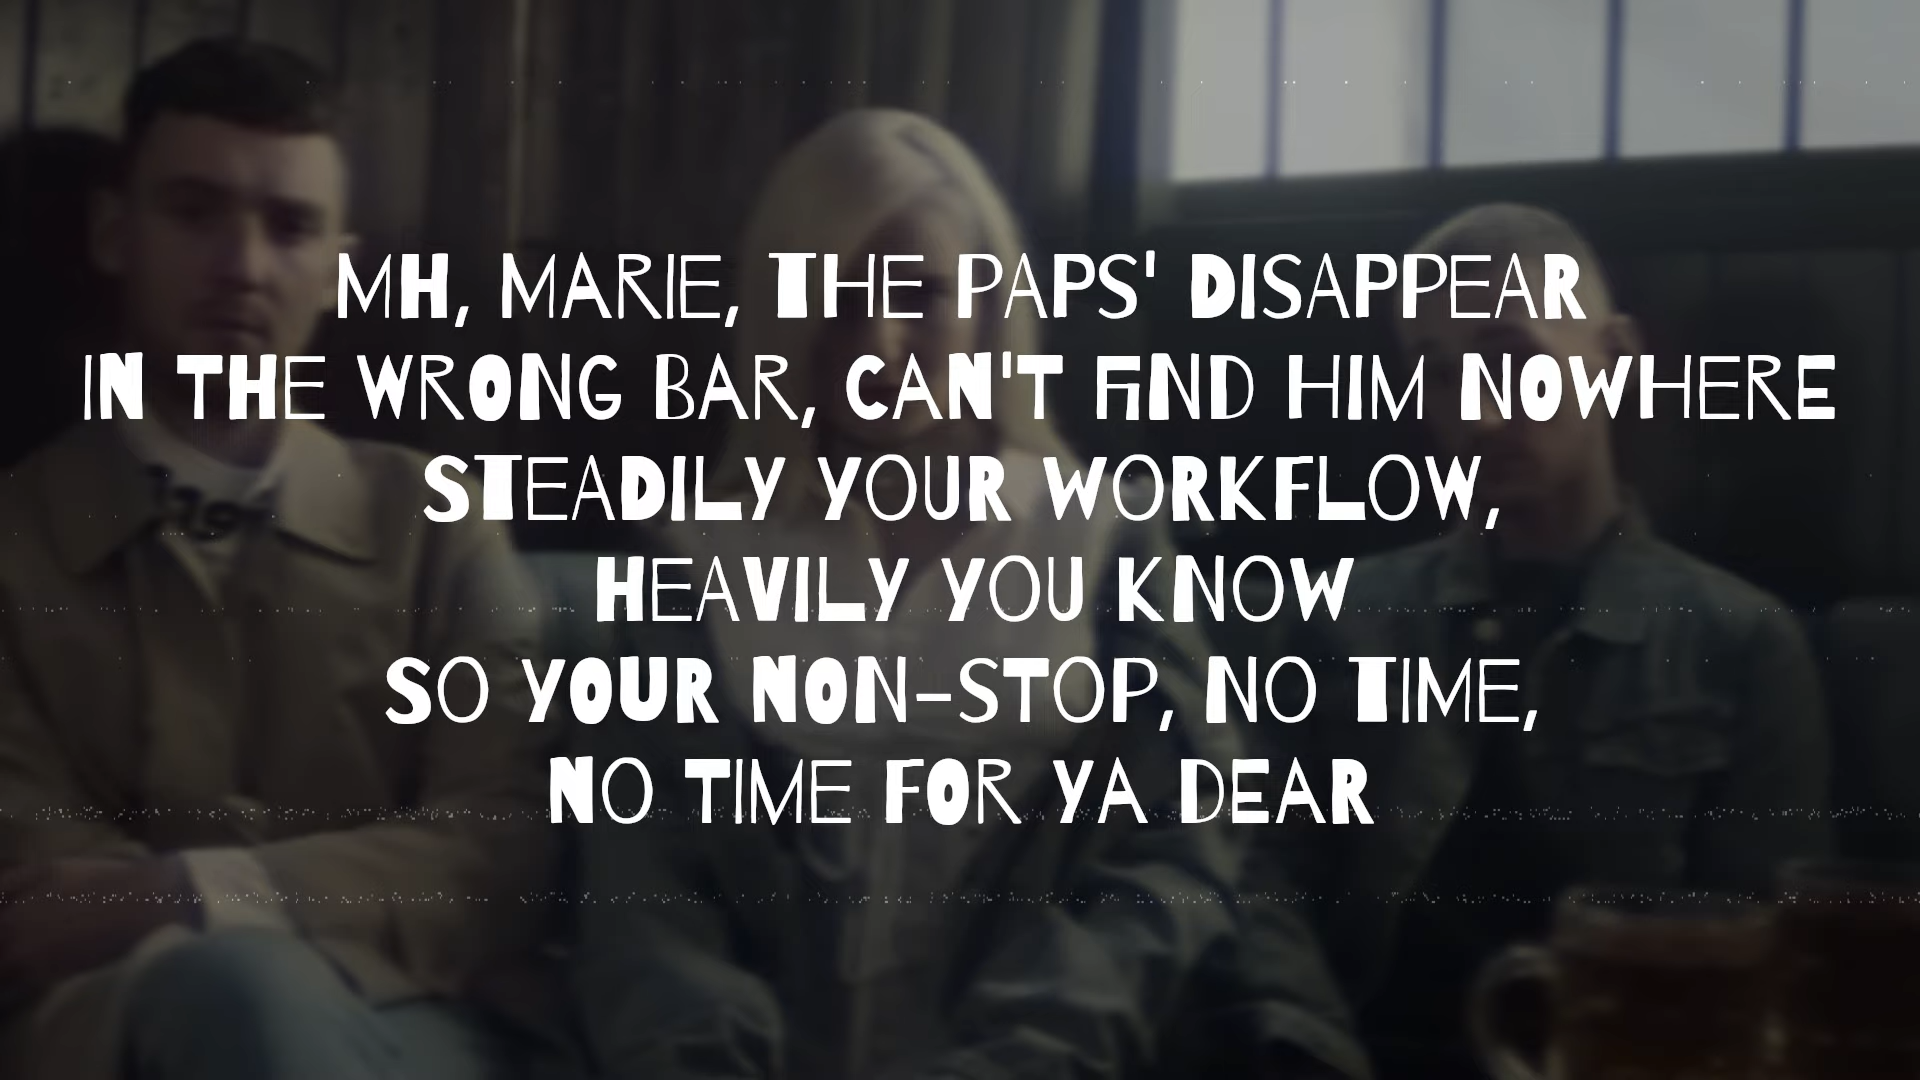 MH, MARIE, THE PAPS' DISAPPEAR
IN THE WRONG BAR, CAN'T FIND HIM NOWHERE
STEADILY YOUR WORKFLOW,
HEAVILY YOU KNOW
SO YOUR NON-STOP, NO TIME,
NO TIME FOR YA DEAR